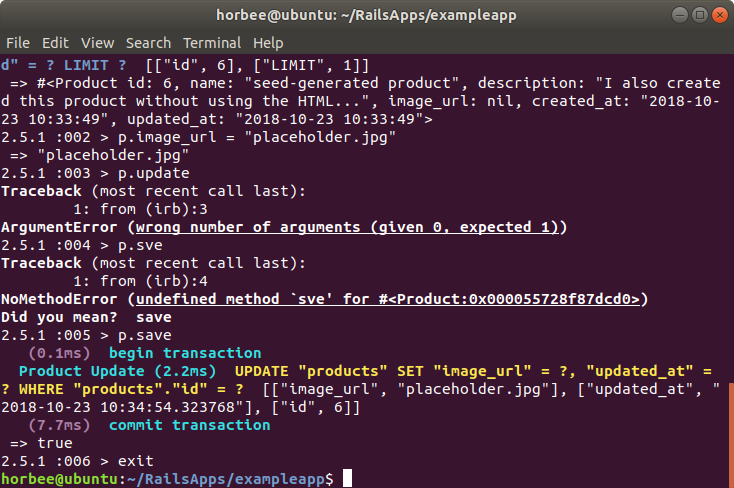 horbee@ubuntu: ~/RailsApps/exampleapp
File Edit View Search Terminal Help
d" = ? LIMIT ?  [["id", 6], ["LIMIT", 1]]
 => #<Product id: 6, name: "seed-generated product", description: "I also create
d this product without using the HTML...", image_url: nil, created_at: "2018-10-
23 10:33:49", updated_at: "2018-10-23 10:33:49">
2.5.1 :002 > p.image_url = "placeholder.jpg"
 => "placeholder.jpg"
2.5.1 :003 > p.update
Traceback (most recent call last):
        1: from (irb):3
ArgumentError (wrong number of arguments (given 0, expected 1))
2.5.1 :004 > p.sve
Traceback (most recent call last):
        1: from (irb):4
NoMethodError (undefined method `sve' for #<Product:0x000055728f87dcd0>)
Did you mean?  save
2.5.1 :005 > p.save
   (0.1ms)  begin transaction
  Product Update (2.2ms)  UPDATE "products" SET "image_url" = ?, "updated_at" =
? WHERE "products"."id" = ?  [["image_url", "placeholder.jpg"], ["updated_at", "
2018-10-23 10:34:54.323768"], ["id", 6]]
   (7.7ms)  commit transaction
 => true
2.5.1 :006 > exit
horbee@ubuntu:~/RailsApps/exampleapp$